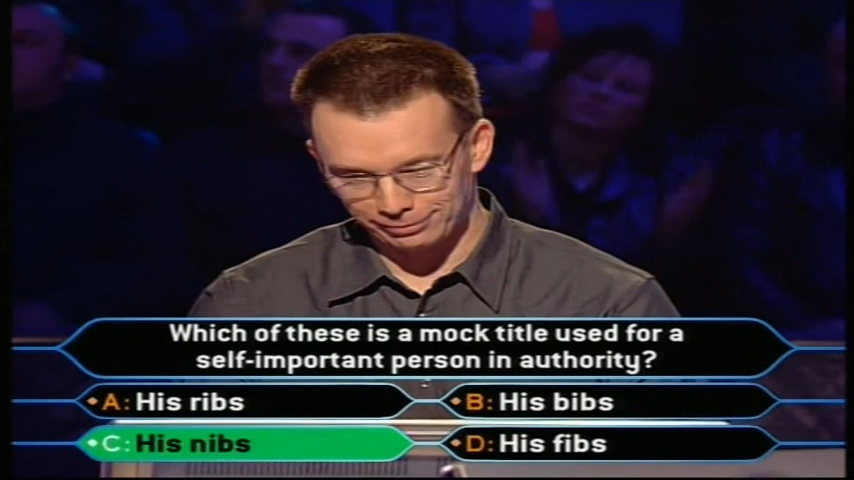 Which of these is a mock title used for a
self-important person in authority?
A: His ribs
B: His bibs
C: His nibs
D: His fibs